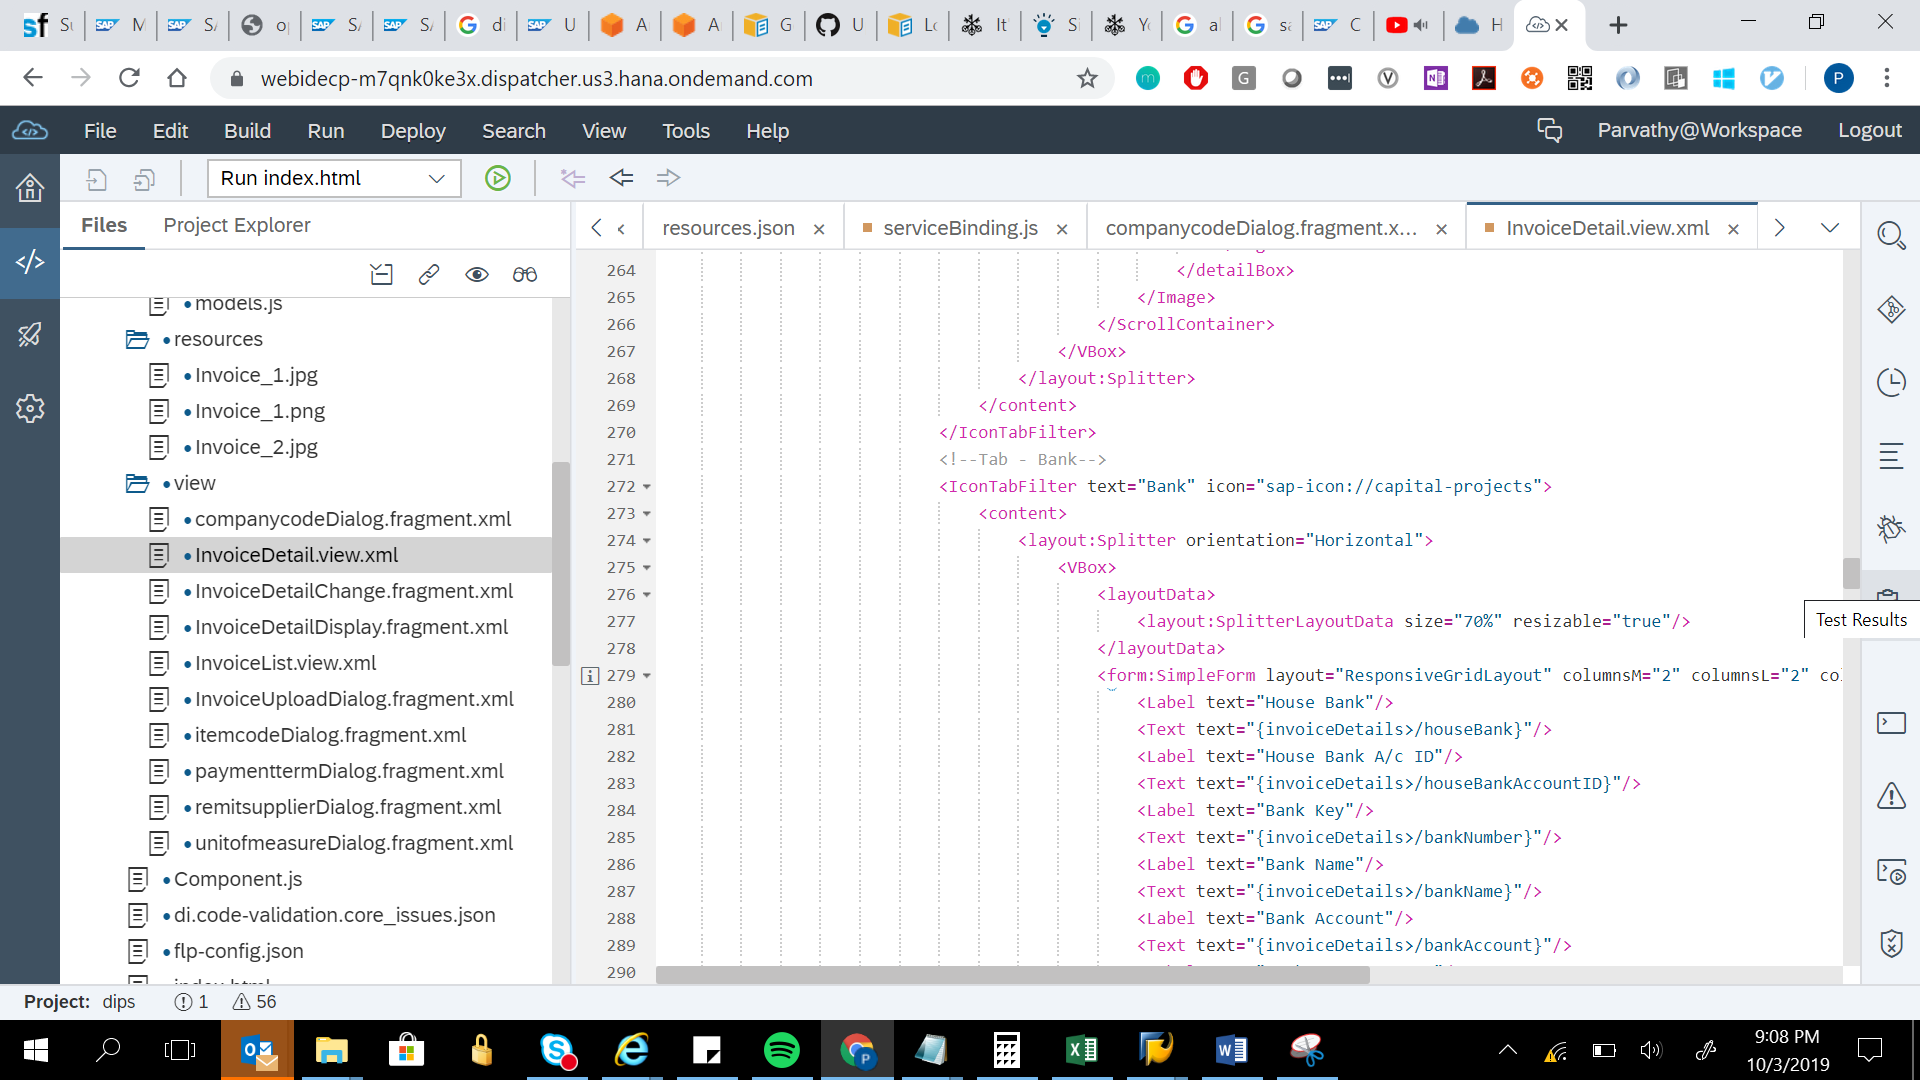 webidecp-m7qnk0ke3x.dispatcher.us3.hana.ondemand.com
File Edit Build Run Deploy Search View Tools Help Parvathy@Workspace Logout
Run index.html
Files Project Explorer
resources.json serviceBinding.js companycodeDialog.fragment.x... InvoiceDetail.view.xml
models.js
resources
Invoice_1.jpg
Invoice_1.png
Invoice_2.jpg
view
companycodeDialog.fragment.xml
InvoiceDetail.view.xml
InvoiceDetailChange.fragment.xml
InvoiceDetailDisplay.fragment.xml
InvoiceList.view.xml
InvoiceUploadDialog.fragment.xml
itemcodeDialog.fragment.xml
paymenttermDialog.fragment.xml
remitsupplierDialog.fragment.xml
unitofmeasureDialog.fragment.xml
Component.js
di.code-validation.core_issues.json
flp-config.json
264 </detailBox>
265 </Image>
266 </ScrollContainer>
267 </VBox>
268 </layout:Splitter>
269 </content>
270 </IconTabFilter>
271 <!--Tab - Bank-->
272 <IconTabFilter text="Bank" icon="sap-icon://capital-projects">
273 <content>
274 <layout:Splitter orientation="Horizontal">
275 <VBox>
276 <layoutData>
277 <layout:SplitterLayoutData size="70%" resizable="true"/>
278 </layoutData>
279 <form:SimpleForm layout="ResponsiveGridLayout" columnsM="2" columnsL="2" co
280 <Label text="House Bank"/>
281 <Text text="{invoiceDetails>/houseBank}"/>
282 <Label text="House Bank A/c ID"/>
283 <Text text="{invoiceDetails>/houseBankAccountID}"/>
284 <Label text="Bank Key"/>
285 <Text text="{invoiceDetails>/bankNumber}"/>
286 <Label text="Bank Name"/>
287 <Text text="{invoiceDetails>/bankName}"/>
288 <Label text="Bank Account"/>
289 <Text text="{invoiceDetails>/bankAccount}"/>
290
Test Results
Project: dips 1 56
9:08 PM
10/3/2019